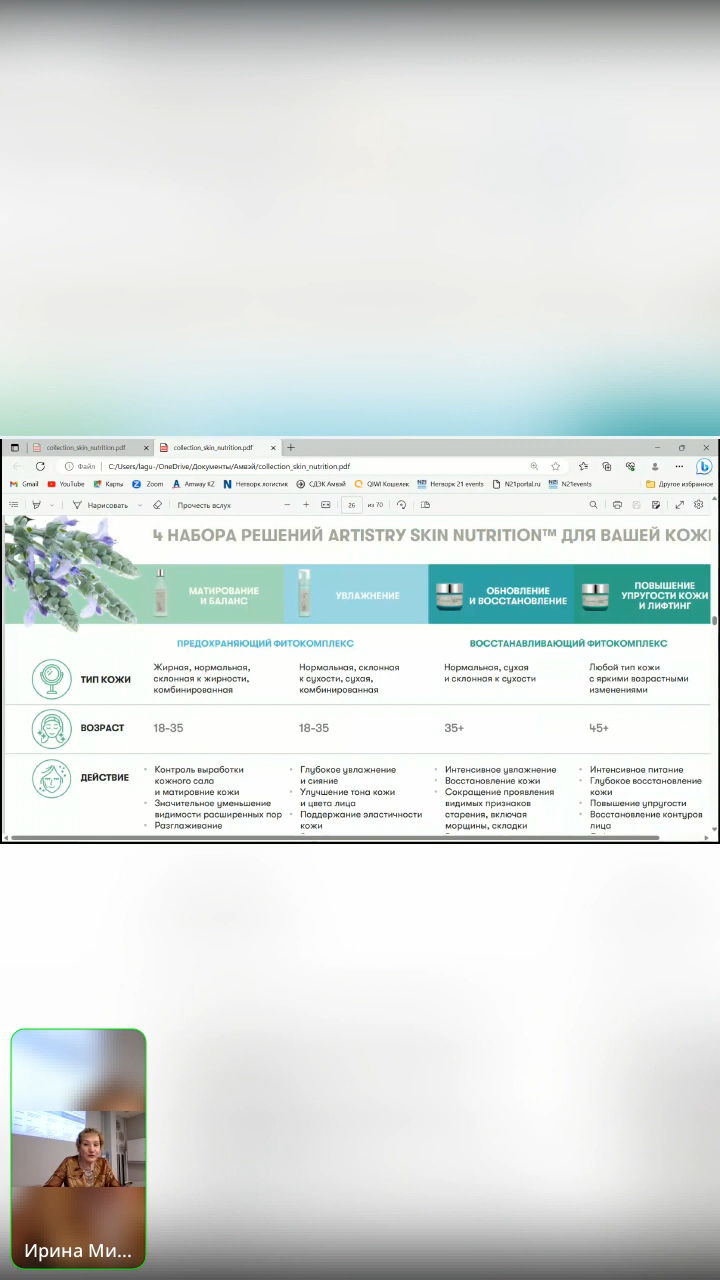 collection_skin_nutrition.pdf
collection_skin_nutrition.pdf
Файл
C:/Users/lagu-/OneDrive/Документы/Амвэй/collection_skin_nutrition.pdf
Gmail YouTube Карты Zoom Amway KZ Нетворк логистик СДЭК Амвэй QIWI Кошелек Нетворк 21 events N21portal.ru N21events Другое избранное
Нарисовать Прочесть вслух 26 из 70
4 НАБОРА РЕШЕНИЙ ARTISTRY SKIN NUTRITION™ ДЛЯ ВАШЕЙ КОЖИ
МАТИРОВАНИЕ
И БАЛАНС
УВЛАЖНЕНИЕ
ОБНОВЛЕНИЕ
И ВОССТАНОВЛЕНИЕ
ПОВЫШЕНИЕ
УПРУГОСТИ КОЖИ
И ЛИФТИНГ
ПРЕДОХРАНЯЮЩИЙ ФИТОКОМПЛЕКС
ВОССТАНАВЛИВАЮЩИЙ ФИТОКОМПЛЕКС
ТИП КОЖИ
Жирная, нормальная,
склонная к жирности,
комбинированная
Нормальная, склонная
к сухости, сухая,
комбинированная
Нормальная, сухая
и склонная к сухости
Любой тип кожи
с яркими возрастными
изменениями
ВОЗРАСТ
18-35
18-35
35+
45+
ДЕЙСТВИЕ
• Контроль выработки
кожного сала
и матировние кожи
• Значительное уменьшение
видимости расширенных пор
• Разглаживание
• Глубокое увлажнение
и сияние
• Улучшение тона кожи
и цвета лица
• Поддержание эластичности
кожи
• Интенсивное увлажнение
• Восстановление кожи
• Сокращение проявления
видимых признаков
старения, включая
морщины, складки
• Интенсивное питание
• Глубокое восстановление
кожи
• Повышение упругости
• Восстановление контуров
лица
Ирина Ми...